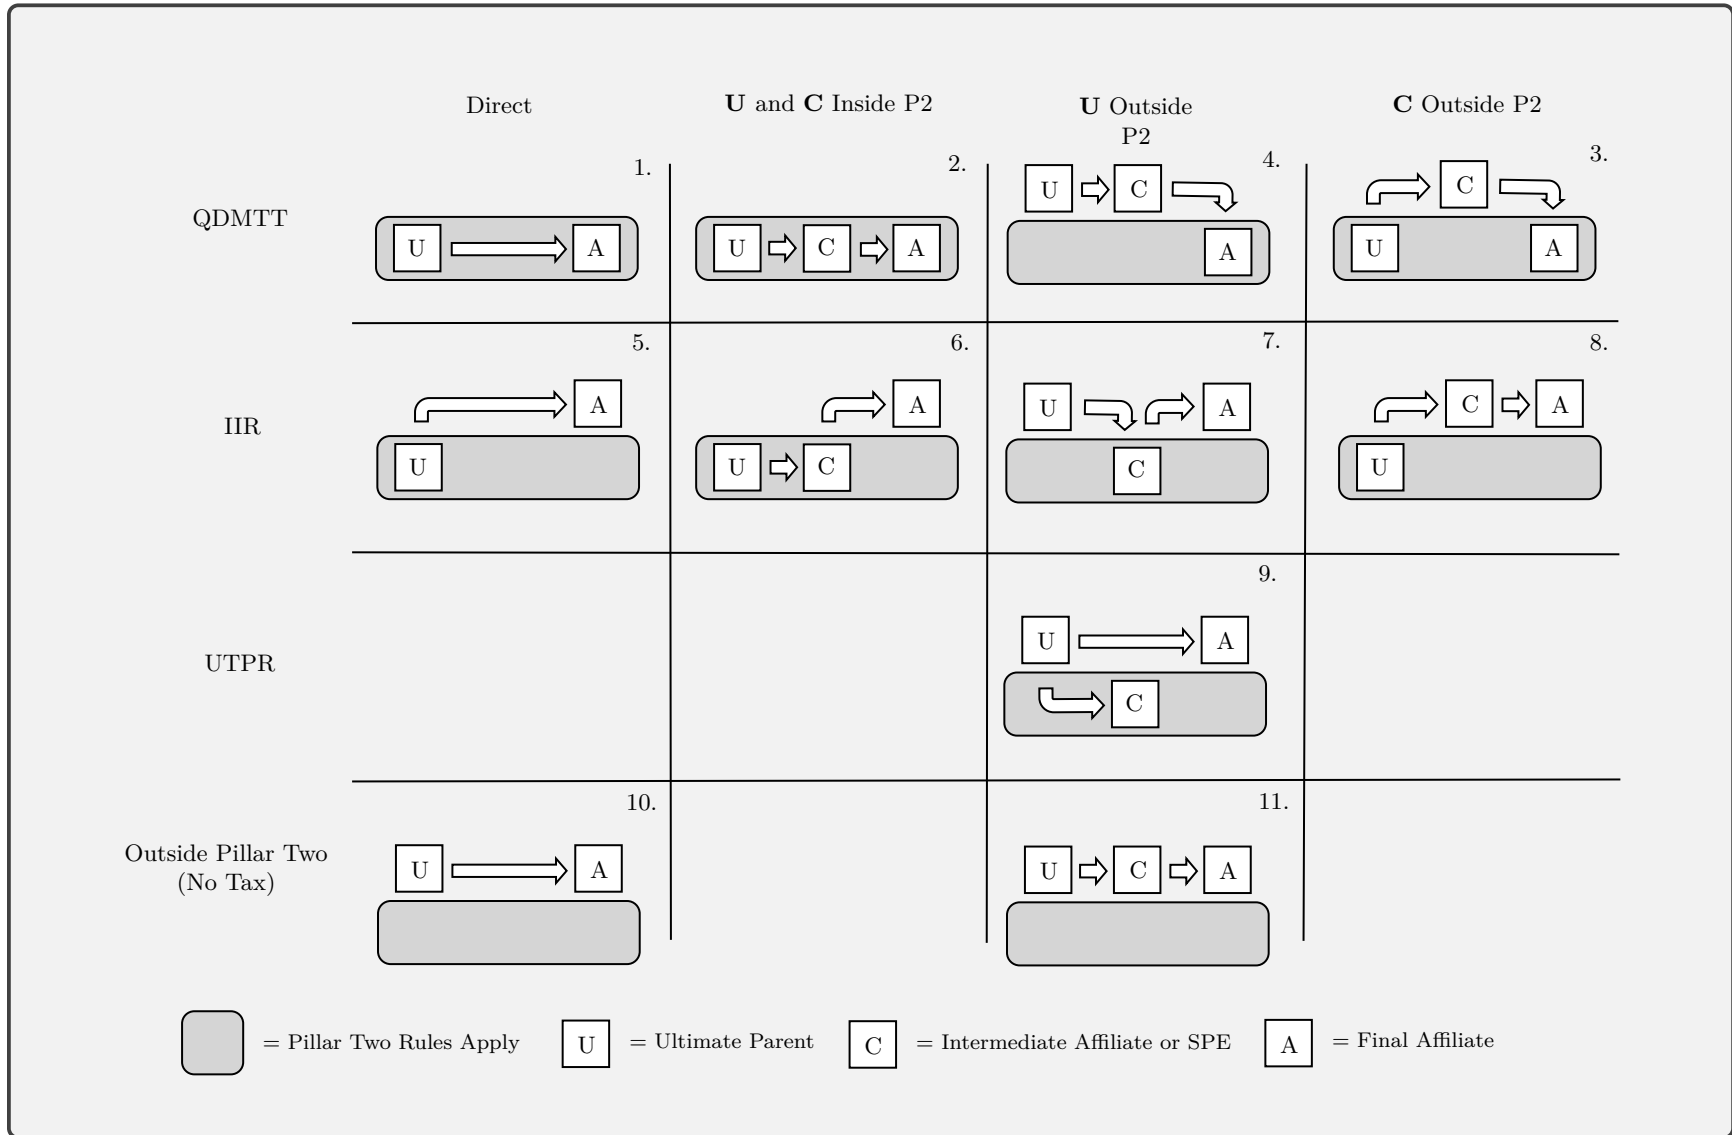 Direct
U and C Inside P2
U Outside
P2
C Outside P2
QDMTT
1.
U
A
2.
U
C
A
4.
U
C
A
3.
C
U
A
IIR
5.
A
U
6.
A
U
C
7.
U
A
C
8.
C
A
U
UTPR
9.
U
A
C
Outside Pillar Two
(No Tax)
10.
U
A
11.
U
C
A
= Pillar Two Rules Apply
U
= Ultimate Parent
C
= Intermediate Affiliate or SPE
A
= Final Affiliate